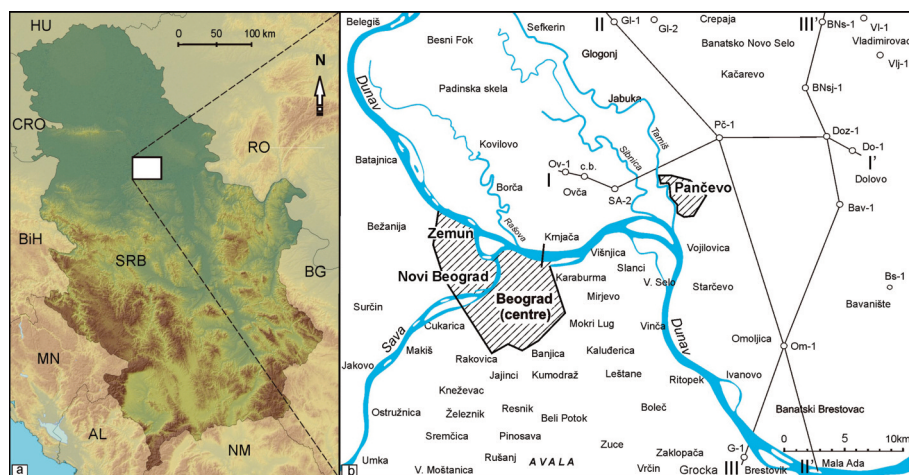 HU
0 50 100 km
N
CRO
RO
BiH
SRB
BG
MN
AL
NM
a
Belegiš
Sefkerin
II
Gl-1
Gl-2
Crepaja
III'
BNs-1
Vl-1
Vladimirovac
Vlj-1
Besni Fok
Glogonj
Banatsko Novo Selo
Kačarevo
BNsj-1
Dunav
Padinska skela
Jabuka
Tamiš
Pč-1
Doz-1
Do-1
I'
Dolovo
Batajnica
Kovilovo
Sibnica
Ov-1
c.b.
I
Ovča
SA-2
Pančevo
Borča
Bav-1
Bežanija
Zemun
Rašova
Krnjača
Višnjica
Vojlovica
Slanci
Novi Beograd
Karaburma
V. Selo
Starčevo
Bs-1
Bavanište
Beograd
(centre)
Mirjevo
Surčin
Sava
Cukarica
Mokri Lug
Vinča
Dunav
Omoljica
Om-1
Jakovo
Makiš
Rakovica
Banjica
Kaluđerica
Jajinci
Kumodraž
Leštane
Ritopek
Ivanovo
Kneževac
Ostružnica
Železnik
Resnik
Beli Potok
Boleč
Banatski Brestovac
Sremčica
Pinosava
Zuce
Zaklopača
G-1
0 5 10km
Umka
Rušanj
AVALA
Vrčin
Grocka
III
Brestovik
II'
Mala Ada
V. Moštanica
b